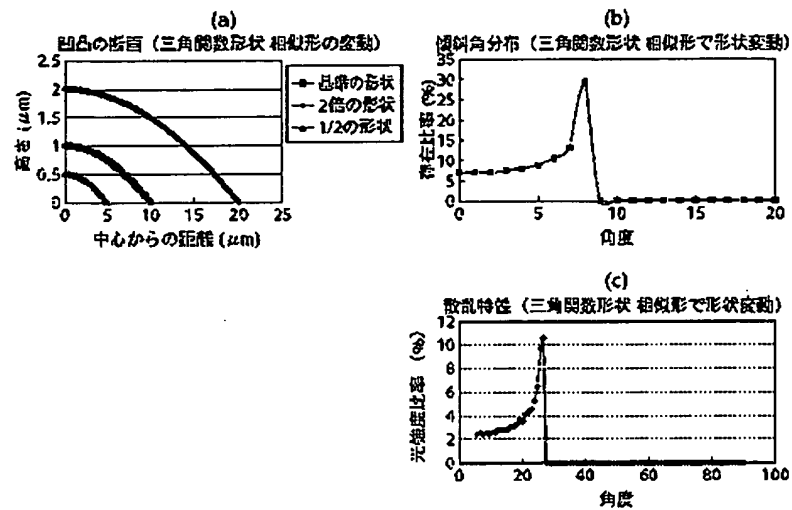 (a)
凹凸の断面（三角関数形状 相似形の変動）
2.5
2
1.5
1
0.5
0
高さ(μm)
0 5 10 15 20 25
中心からの距離(μm)
基準の形状
2倍の形状
1/2の形状
(b)
傾斜角分布（三角関数形状 相似形で形状変動）
35
30
25
20
15
10
5
0
存在比率(%)
0 5 10 15 20
角度
(c)
散乱特性（三角関数形状 相似形で形状変動）
12
10
8
6
4
2
0
光強度比率 (%)
0 20 40 60 80 100
角度